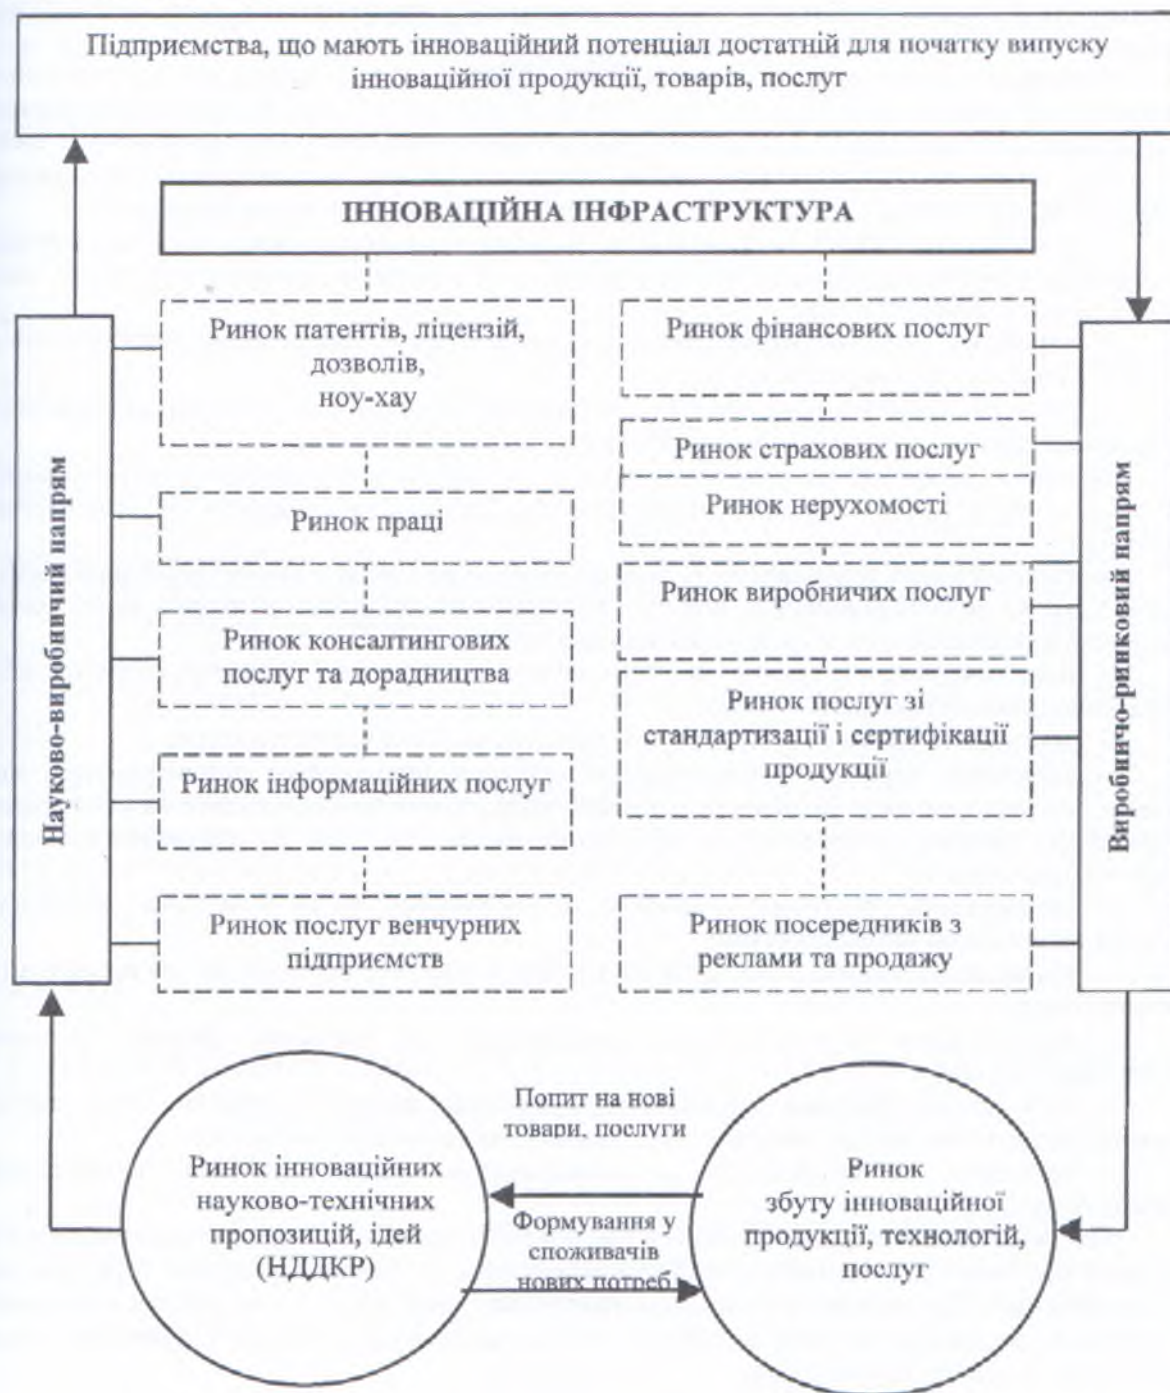 Підприємства, що мають інноваційний потенціал достатній для початку випуску
інноваційної продукції, товарів, послуг
ІННОВАЦІЙНА ІНФРАСТРУКТУРА
Науково-виробничий напрям
Ринок патентів, ліцензій,
дозволів,
ноу-хау
Ринок праці
Ринок консалтингових
послуг та дорадництва
Ринок інформаційних послуг
Ринок послуг венчурних
підприємств
Ринок фінансових послуг
Ринок страхових послуг
Ринок нерухомості
Ринок виробничих послуг
Ринок послуг зі
стандартизації і сертифікації
продукції
Ринок посередників з
реклами та продажу
Виробничо-ринковий напрям
Ринок інноваційних
науково-технічних
пропозицій, ідей
(НДДКР)
Попит на нові
товари, послуги
Формування у
споживачів
нових потреб
Ринок
збуту інноваційної
продукції, технологій,
послуг